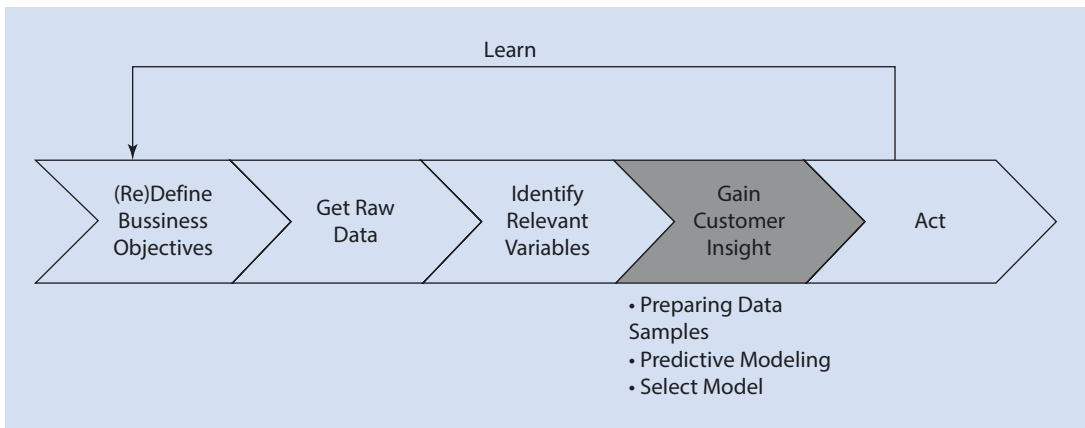 Learn
(Re)Define
Bussiness
Objectives
Get Raw
Data
Identify
Relevant
Variables
Gain
Customer
Insight
Act
• Preparing Data
Samples
• Predictive Modeling
• Select Model